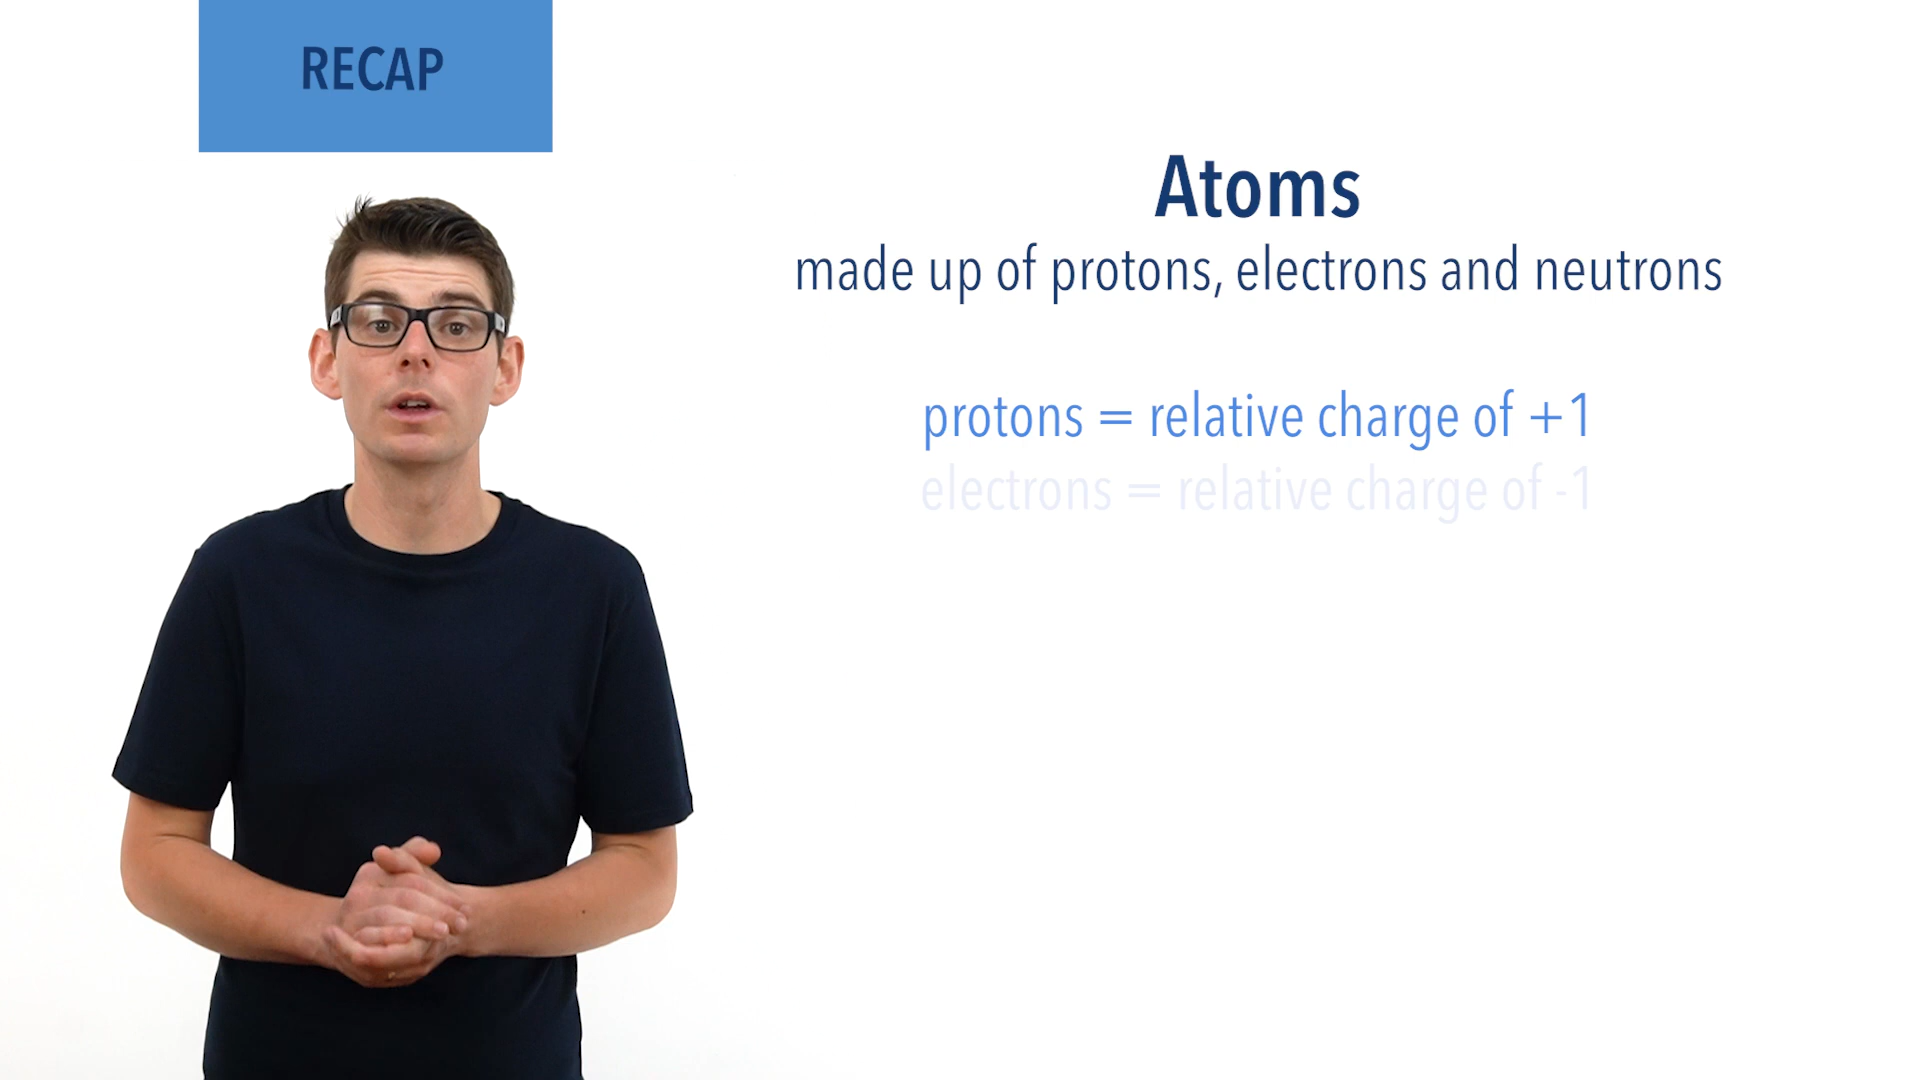 RECAP
Atoms
made up of protons, electrons and neutrons
protons = relative charge of +1
electrons = relative charge of -1